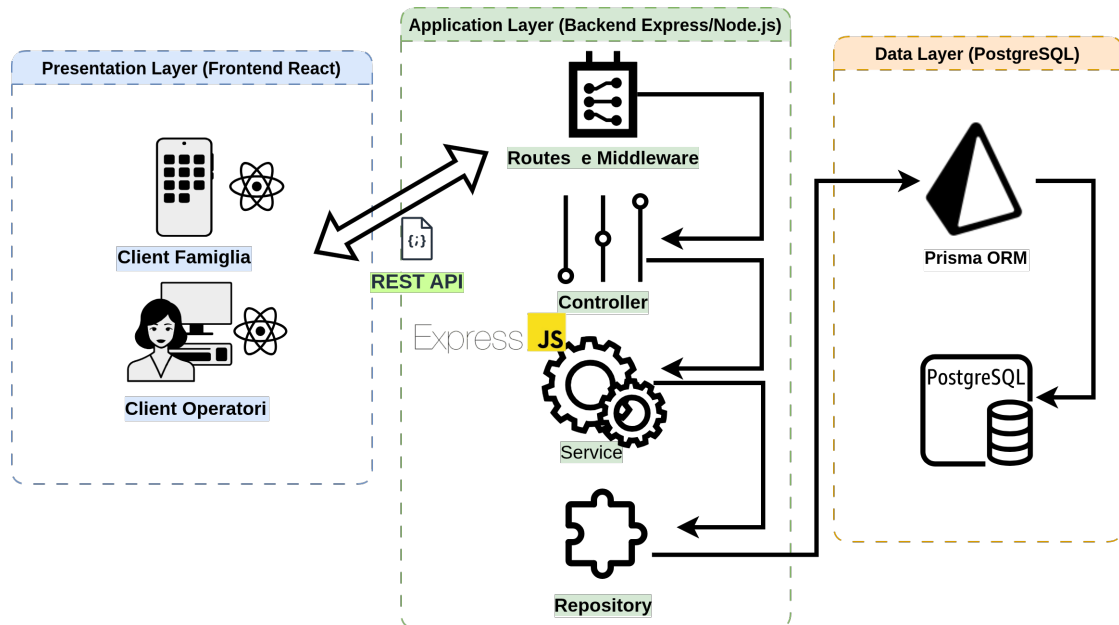 Presentation Layer (Frontend React)
Client Famiglia
Client Operatori
REST API
{;}
Application Layer (Backend Express/Node.js)
Routes e Middleware
Controller
Express
JS
Service
Repository
Data Layer (PostgreSQL)
Prisma ORM
PostgreSQL